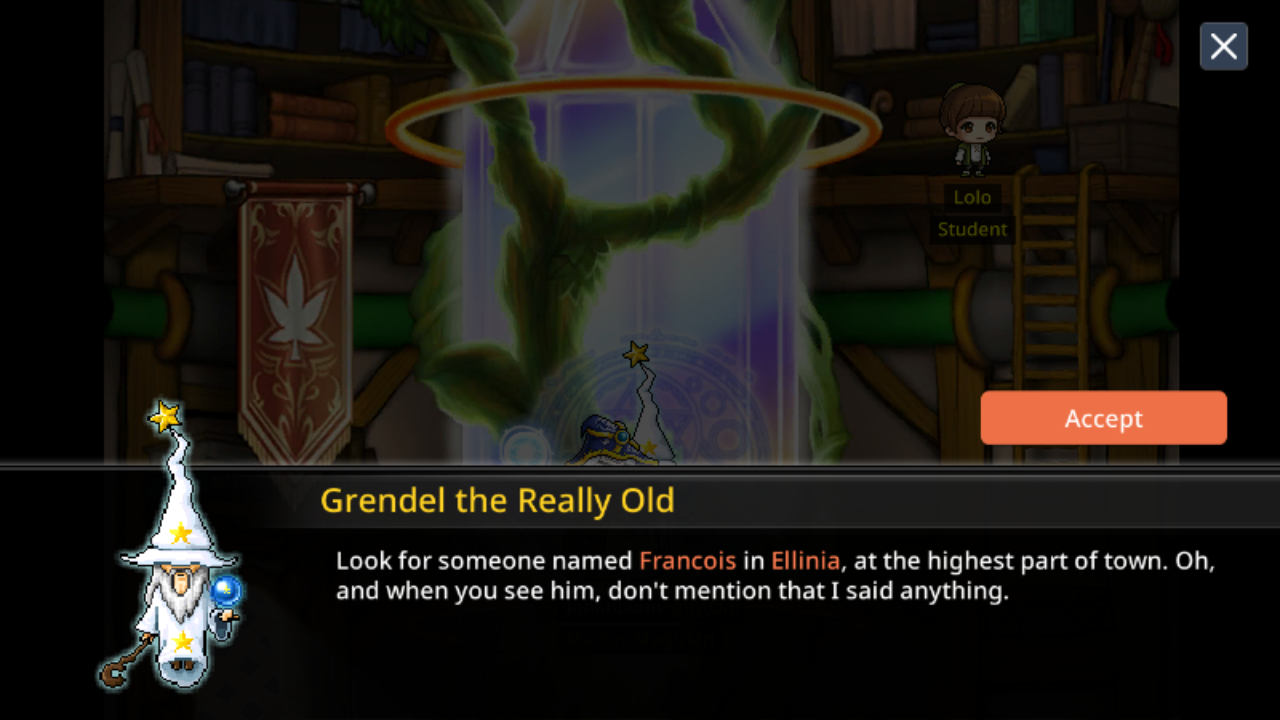 Lolo
Student
Accept
Grendel the Really Old
Look for someone named Francois in Ellinia, at the highest part of town. Oh,
and when you see him, don't mention that I said anything.